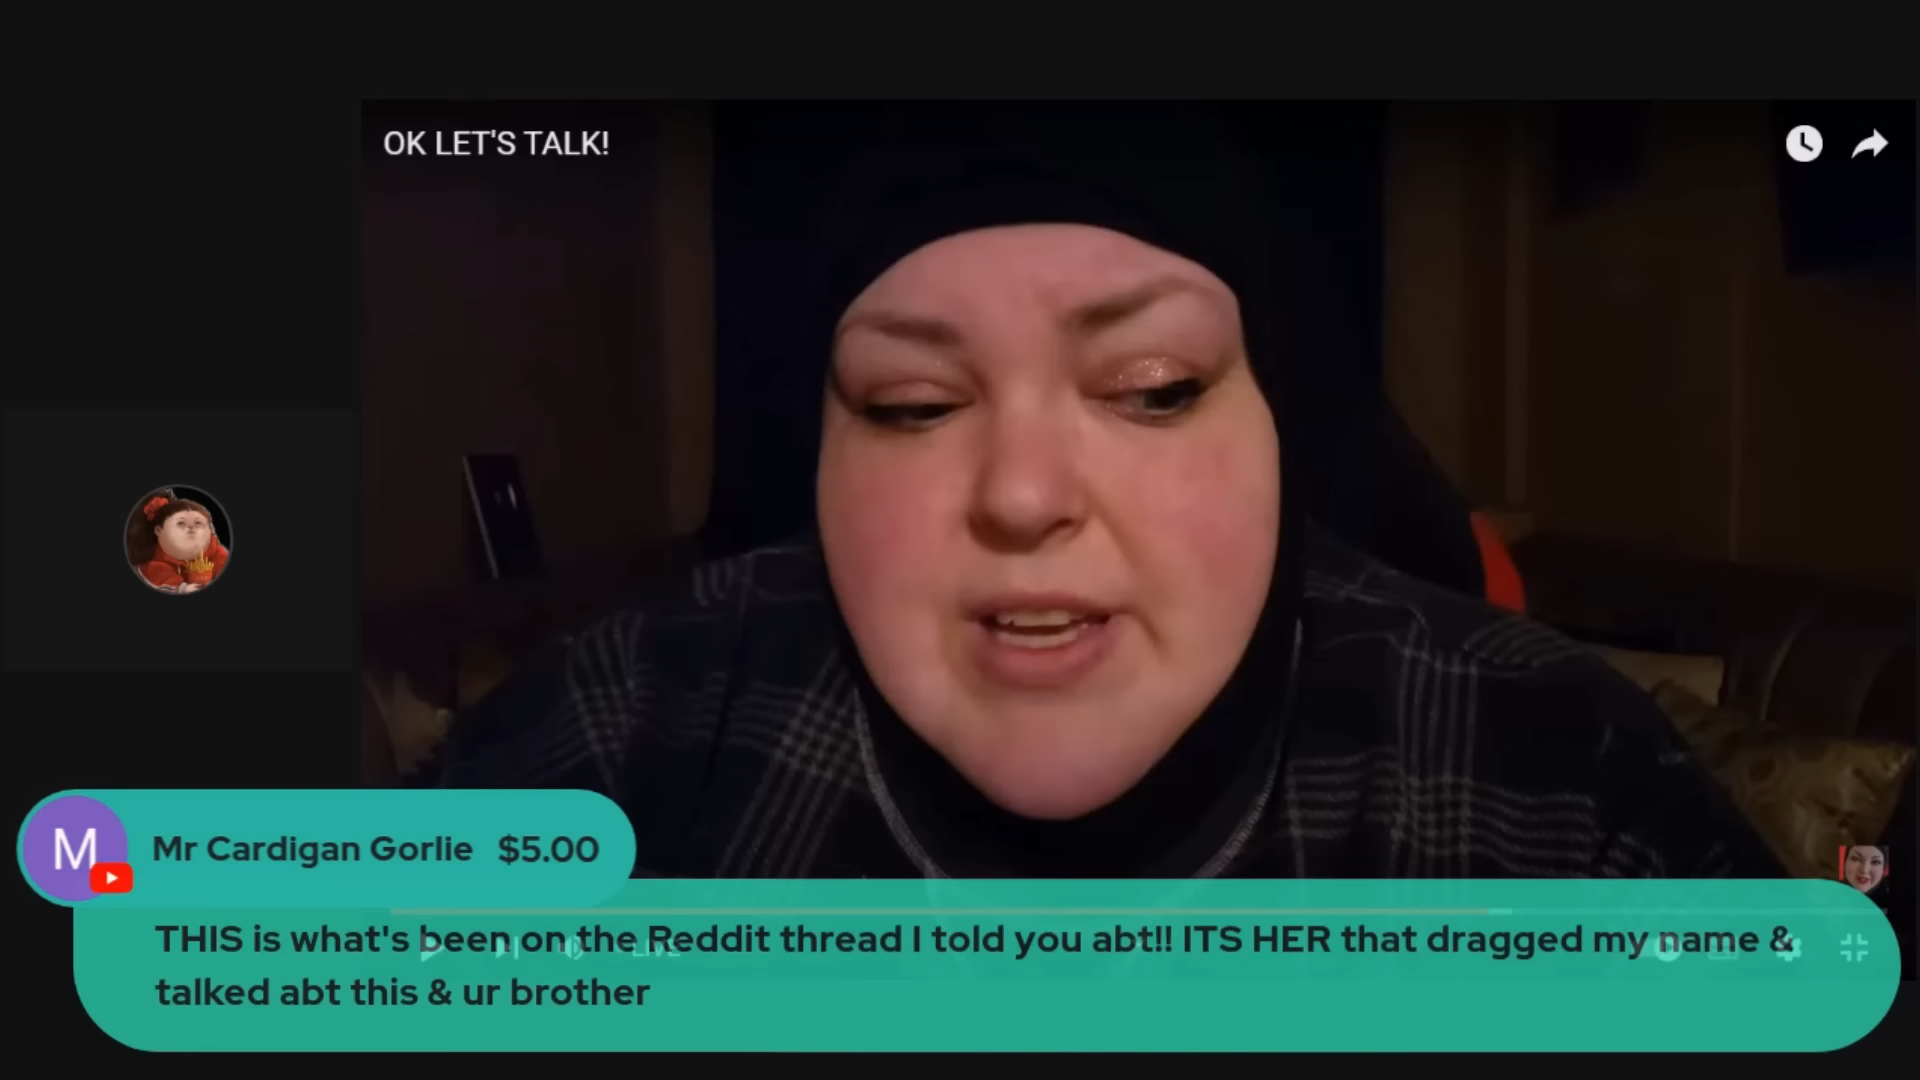 OK LET'S TALK!
M
Mr Cardigan Gorlie $5.00
THIS is what's been on the Reddit thread I told you abt!! ITS HER that dragged my name &
talked abt this & ur brother
LIVE